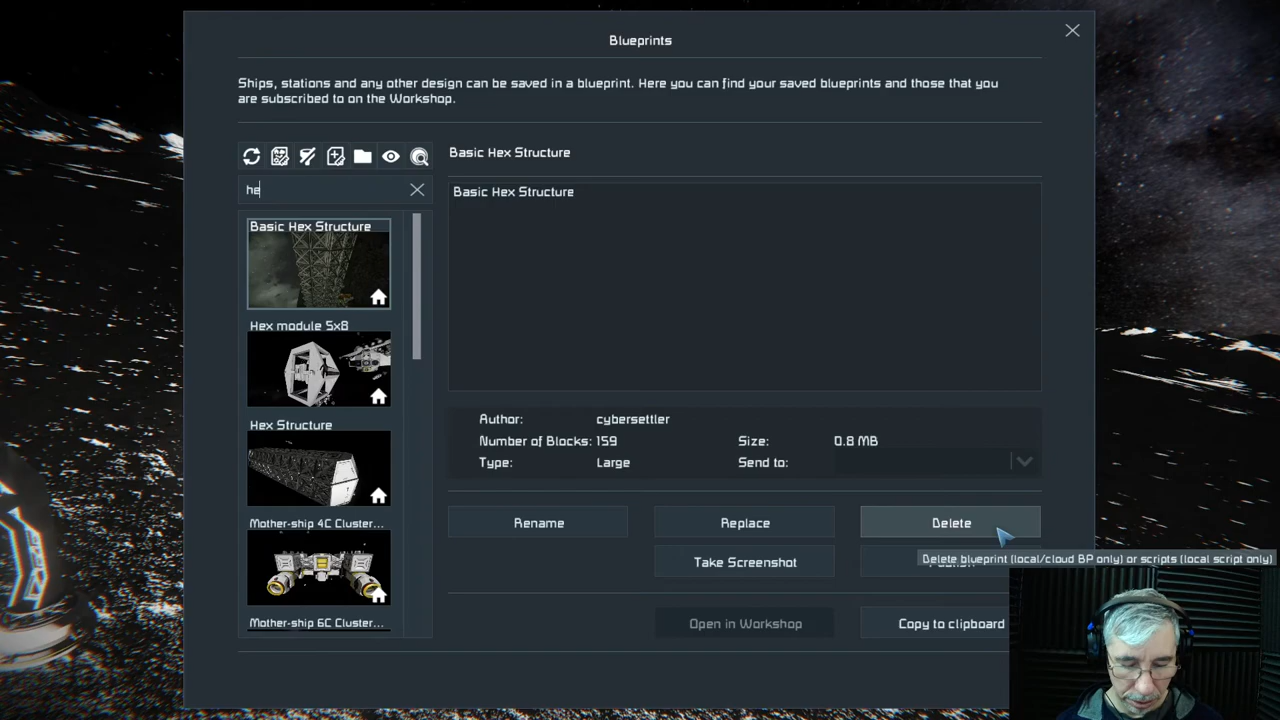 Blueprints
Ships, stations and any other design can be saved in a blueprint. Here you can find your saved blueprints and those that you
are subscribed to on the Workshop.
Basic Hex Structure
he
Basic Hex Structure
Basic Hex Structure
Hex module 5x8
Hex Structure
Mother-ship 4C Cluster...
Mother-ship 6C Cluster...
Author: cybersettler
Number of Blocks: 159 Size: 0.8 MB
Type: Large Send to:
Rename Replace Delete
Delete blueprint (local/cloud BP only) or scripts (local script only)
Take Screenshot
Open in Workshop Copy to clipboard